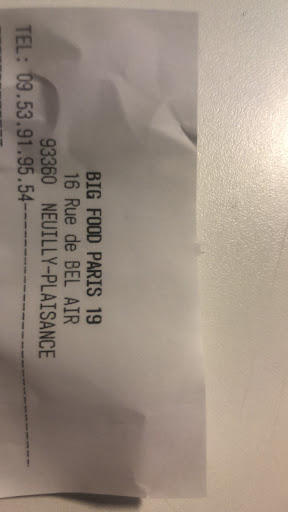 BIG FOOD PARIS 19
16 Rue de BEL AIR
93360 NEUILLY-PLAISANCE
TEL: 09.53.91.95.54